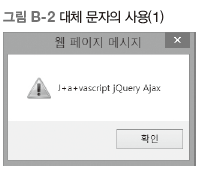 그림 B-2 대체 문자의 사용(1)
웹 페이지 메시지
J+a+vascript jQuery Ajax
확인